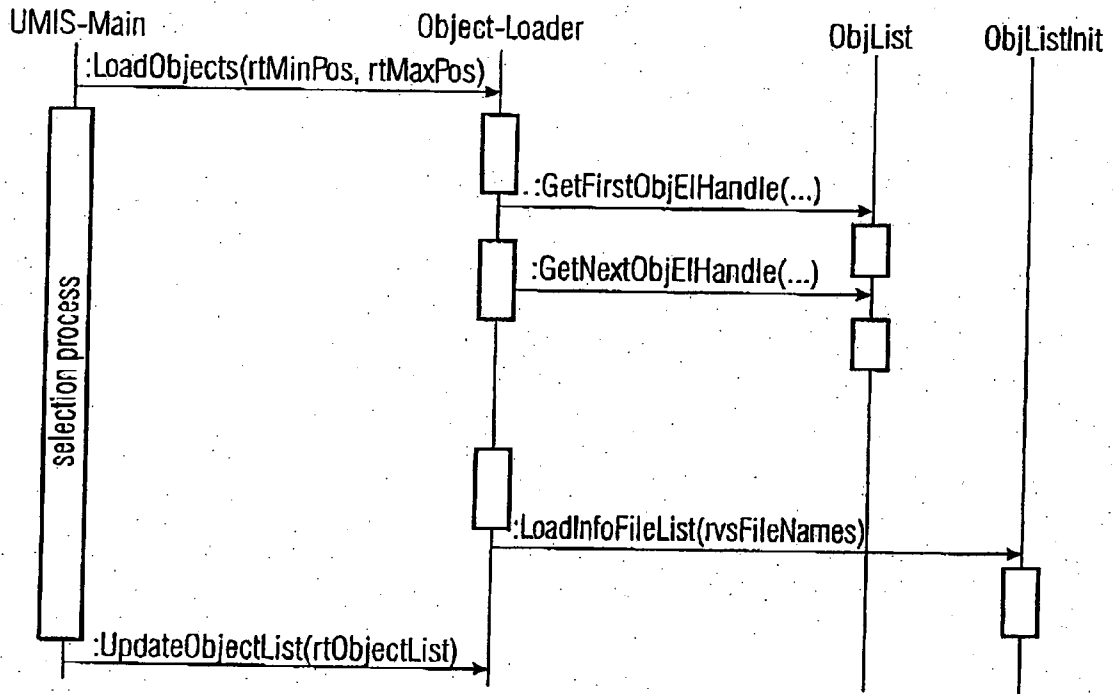 UMIS-Main
Object-Loader
ObjList
ObjListInit
:LoadObjects(rtMinPos, rtMaxPos)
.:GetFirstObjElHandle(...)
:GetNextObjElHandle(...)
selection process
:LoadInfoFileList(rvsFileNames)
:UpdateObjectList(rtObjectList)